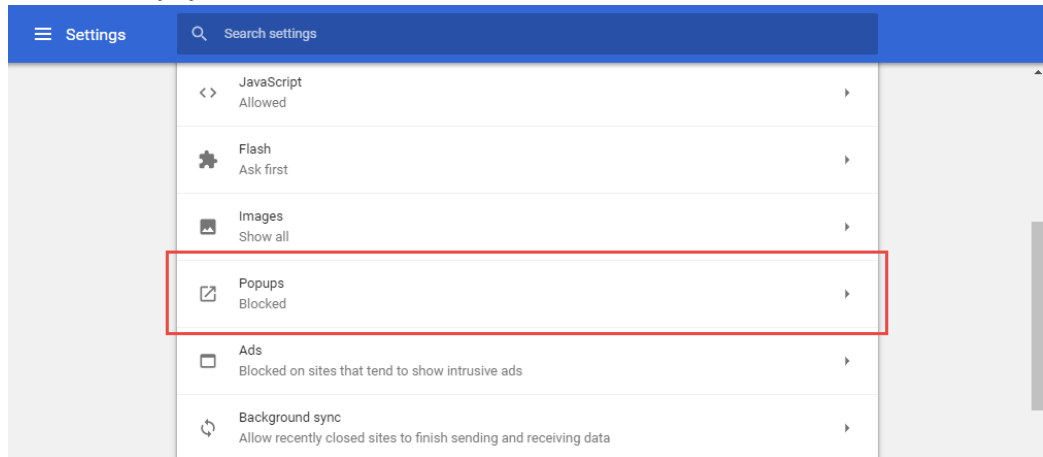 Settings
Search settings
JavaScript
Allowed
Flash
Ask first
Images
Show all
Popups
Blocked
Ads
Blocked on sites that tend to show intrusive ads
Background sync
Allow recently closed sites to finish sending and receiving data